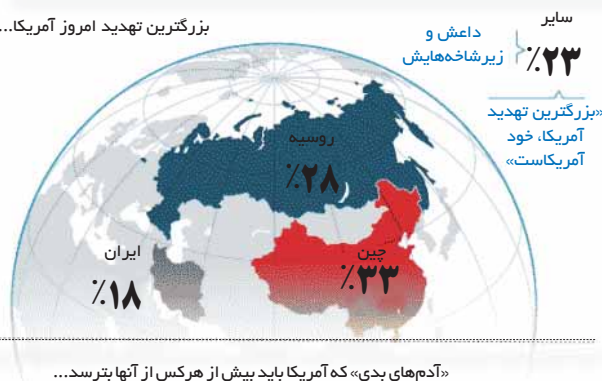 بزرگترین تهدید امروز آمریکا...
سایر
٪۲۳
داعش و
زیرشاخه‌هایش
«بزرگترین تهدید
آمریکا، خود
آمریکاست»
روسیه
٪۲۸
چین
٪۳۳
ایران
٪۱۸
«آدم‌های بدی» که آمریکا باید بیش از هرکس از آنها بترسد...